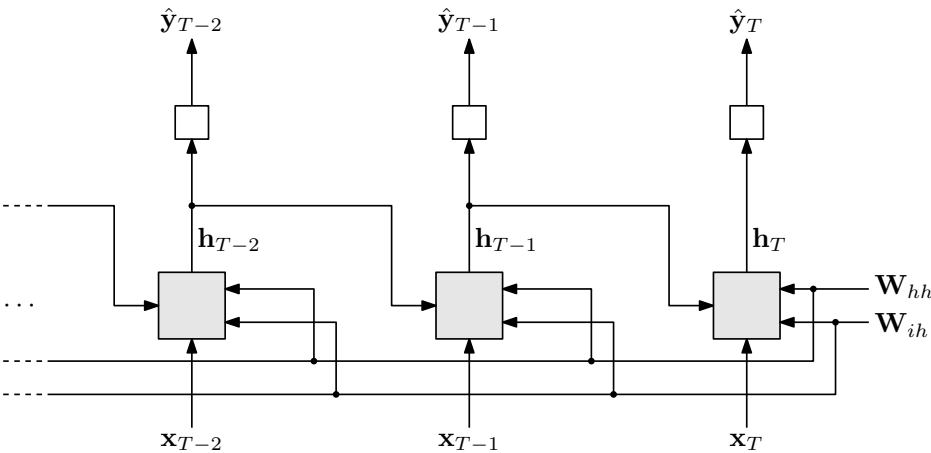 ŷ_{T−2} ŷ_{T−1} ŷ_T
h_{T−2} h_{T−1} h_T
W_{hh}
. . .
W_{ih}
x_{T−2} x_{T−1} x_T